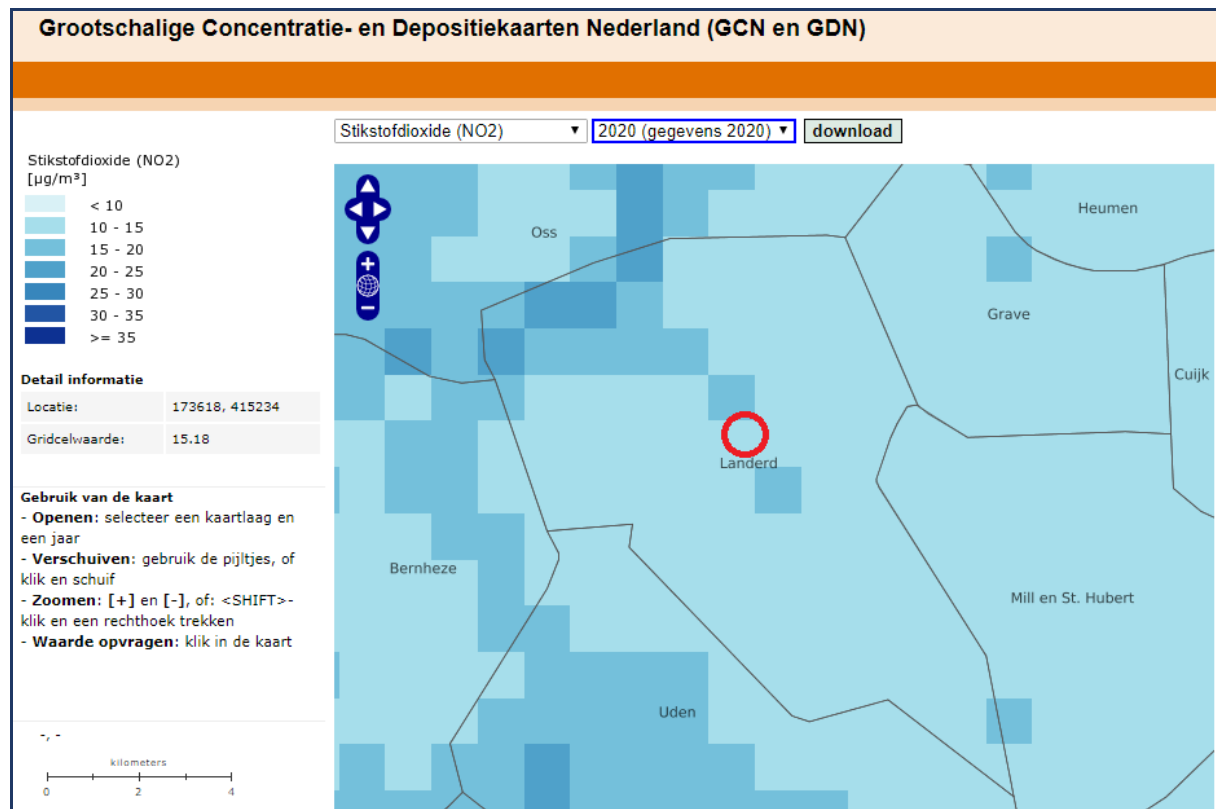 Grootschalige Concentratie- en Depositiekaarten Nederland (GCN en GDN)
Stikstofdioxide (NO2)
2020 (gegevens 2020)
download
Stikstofdioxide (NO2)
[µg/m³]
< 10
10 - 15
15 - 20
20 - 25
25 - 30
30 - 35
>= 35
Detail informatie
Locatie: 173618, 415234
Gridcelwaarde: 15.18
Gebruik van de kaart
- Openen: selecteer een kaartlaag en
een jaar
- Verschuiven: gebruik de pijltjes, of
klik en schuif
- Zoomen: [+] en [-], of: <SHIFT>-
klik en een rechthoek trekken
- Waarde opvragen: klik in de kaart
-, -
kilometers
0 2 4
Heumen
Oss
Grave
Cuijk
Landerd
Bernheze
Mill en St. Hubert
Uden